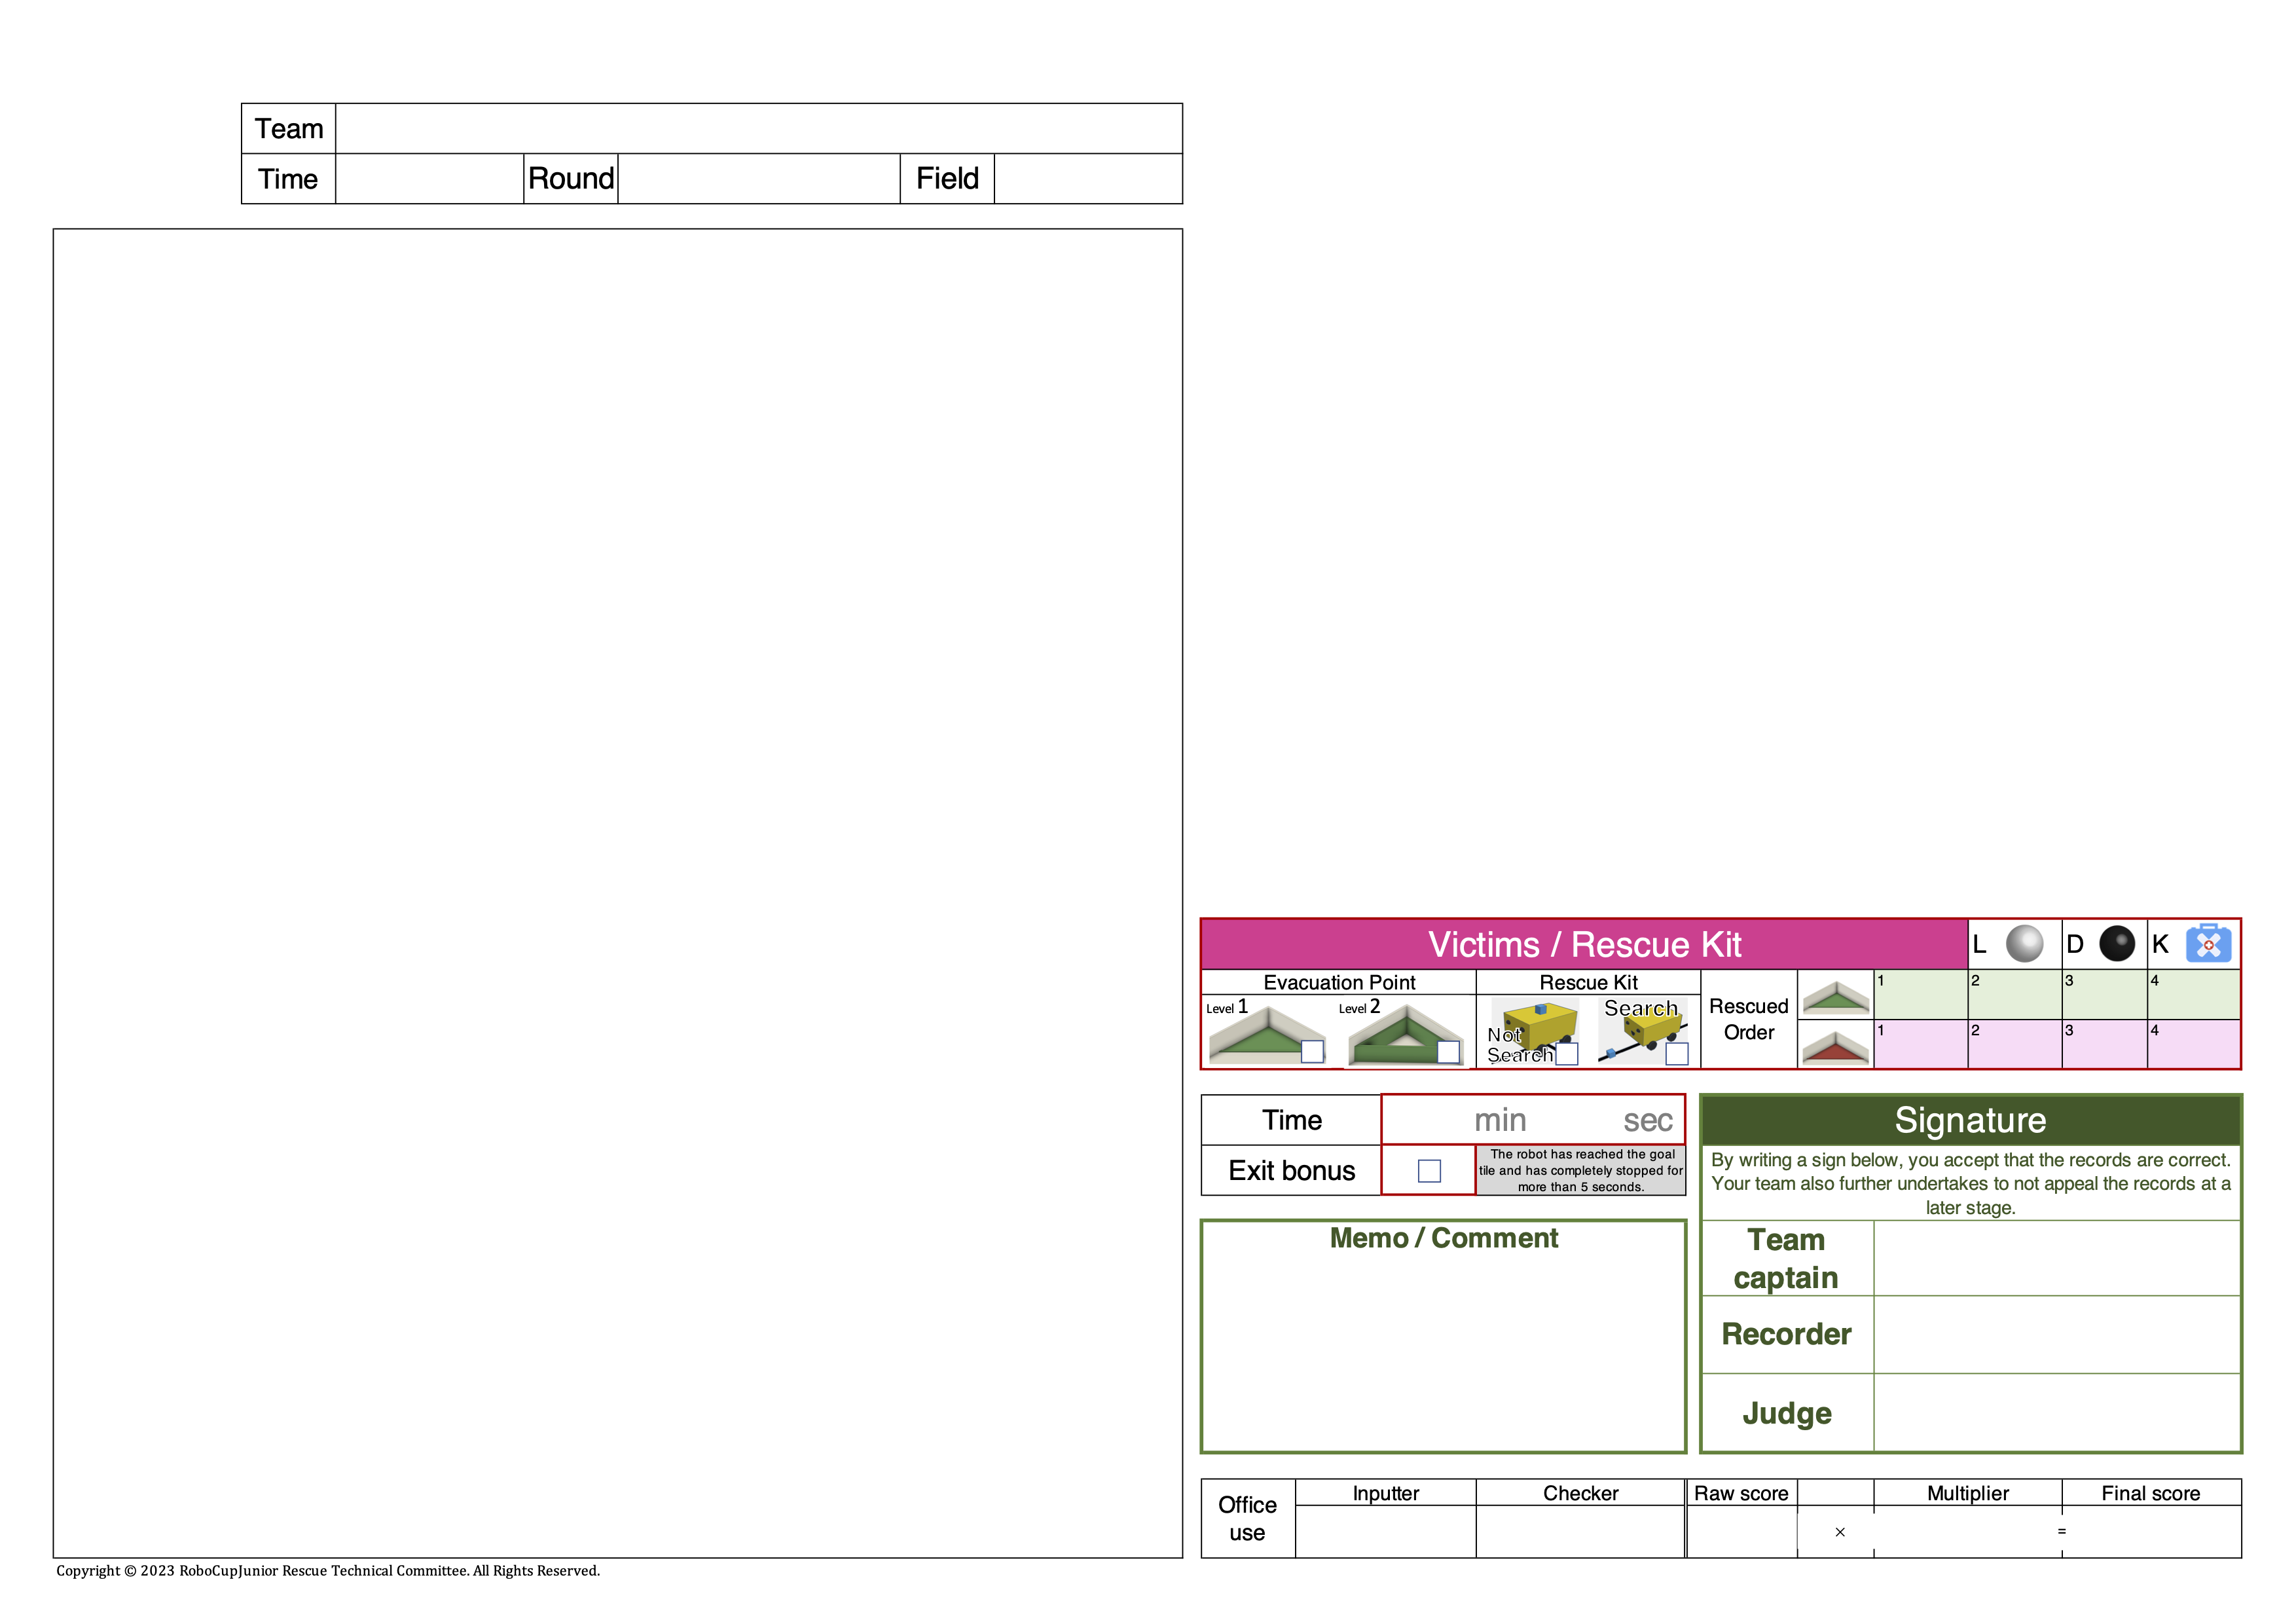 Team
Time Round Field
Victims / Rescue Kit L D K
Evacuation Point Rescue Kit
Level 1 Level 2 Not Search Search
Rescued Order
1 2 3 4
1 2 3 4
Time min sec
Exit bonus
The robot has reached the goal
tile and has completely stopped for
more than 5 seconds.
Signature
By writing a sign below, you accept that the records are correct.
Your team also further undertakes to not appeal the records at a
later stage.
Memo / Comment
Team
captain
Recorder
Judge
Office
use
Inputter Checker Raw score Multiplier Final score
× =
Copyright © 2023 RoboCupJunior Rescue Technical Committee. All Rights Reserved.